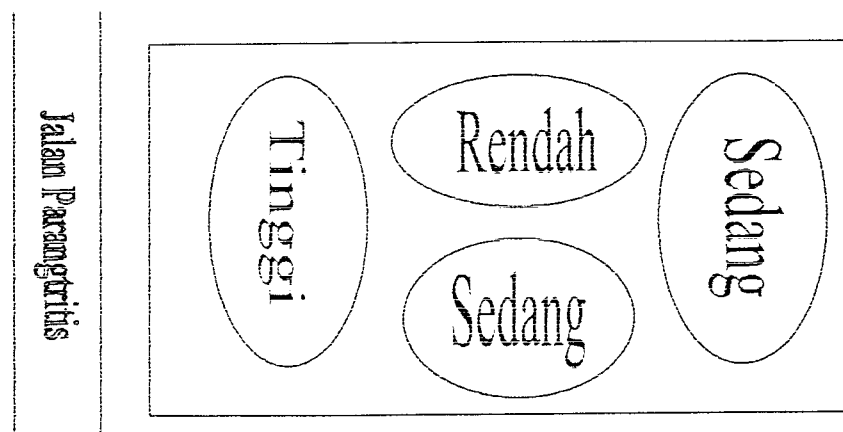 Jalan Parangtritis
Tinggi
Rendah
Sedang
Sedang